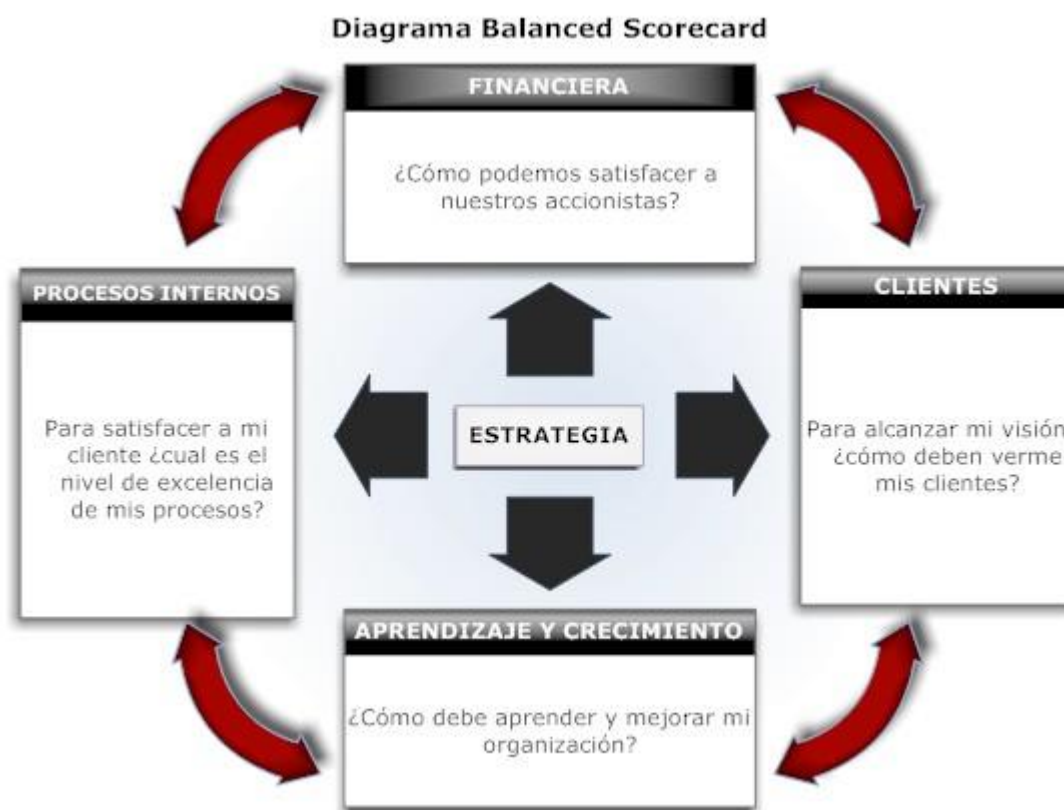 Diagrama Balanced Scorecard
FINANCIERA
¿Cómo podemos satisfacer a
nuestros accionistas?
PROCESOS INTERNOS
Para satisfacer a mi
cliente ¿cual es el
nivel de excelencia
de mis procesos?
ESTRATEGIA
CLIENTES
Para alcanzar mi visión
¿cómo deben verme
mis clientes?
APRENDIZAJE Y CRECIMIENTO
¿Cómo debe aprender y mejorar mi
organización?